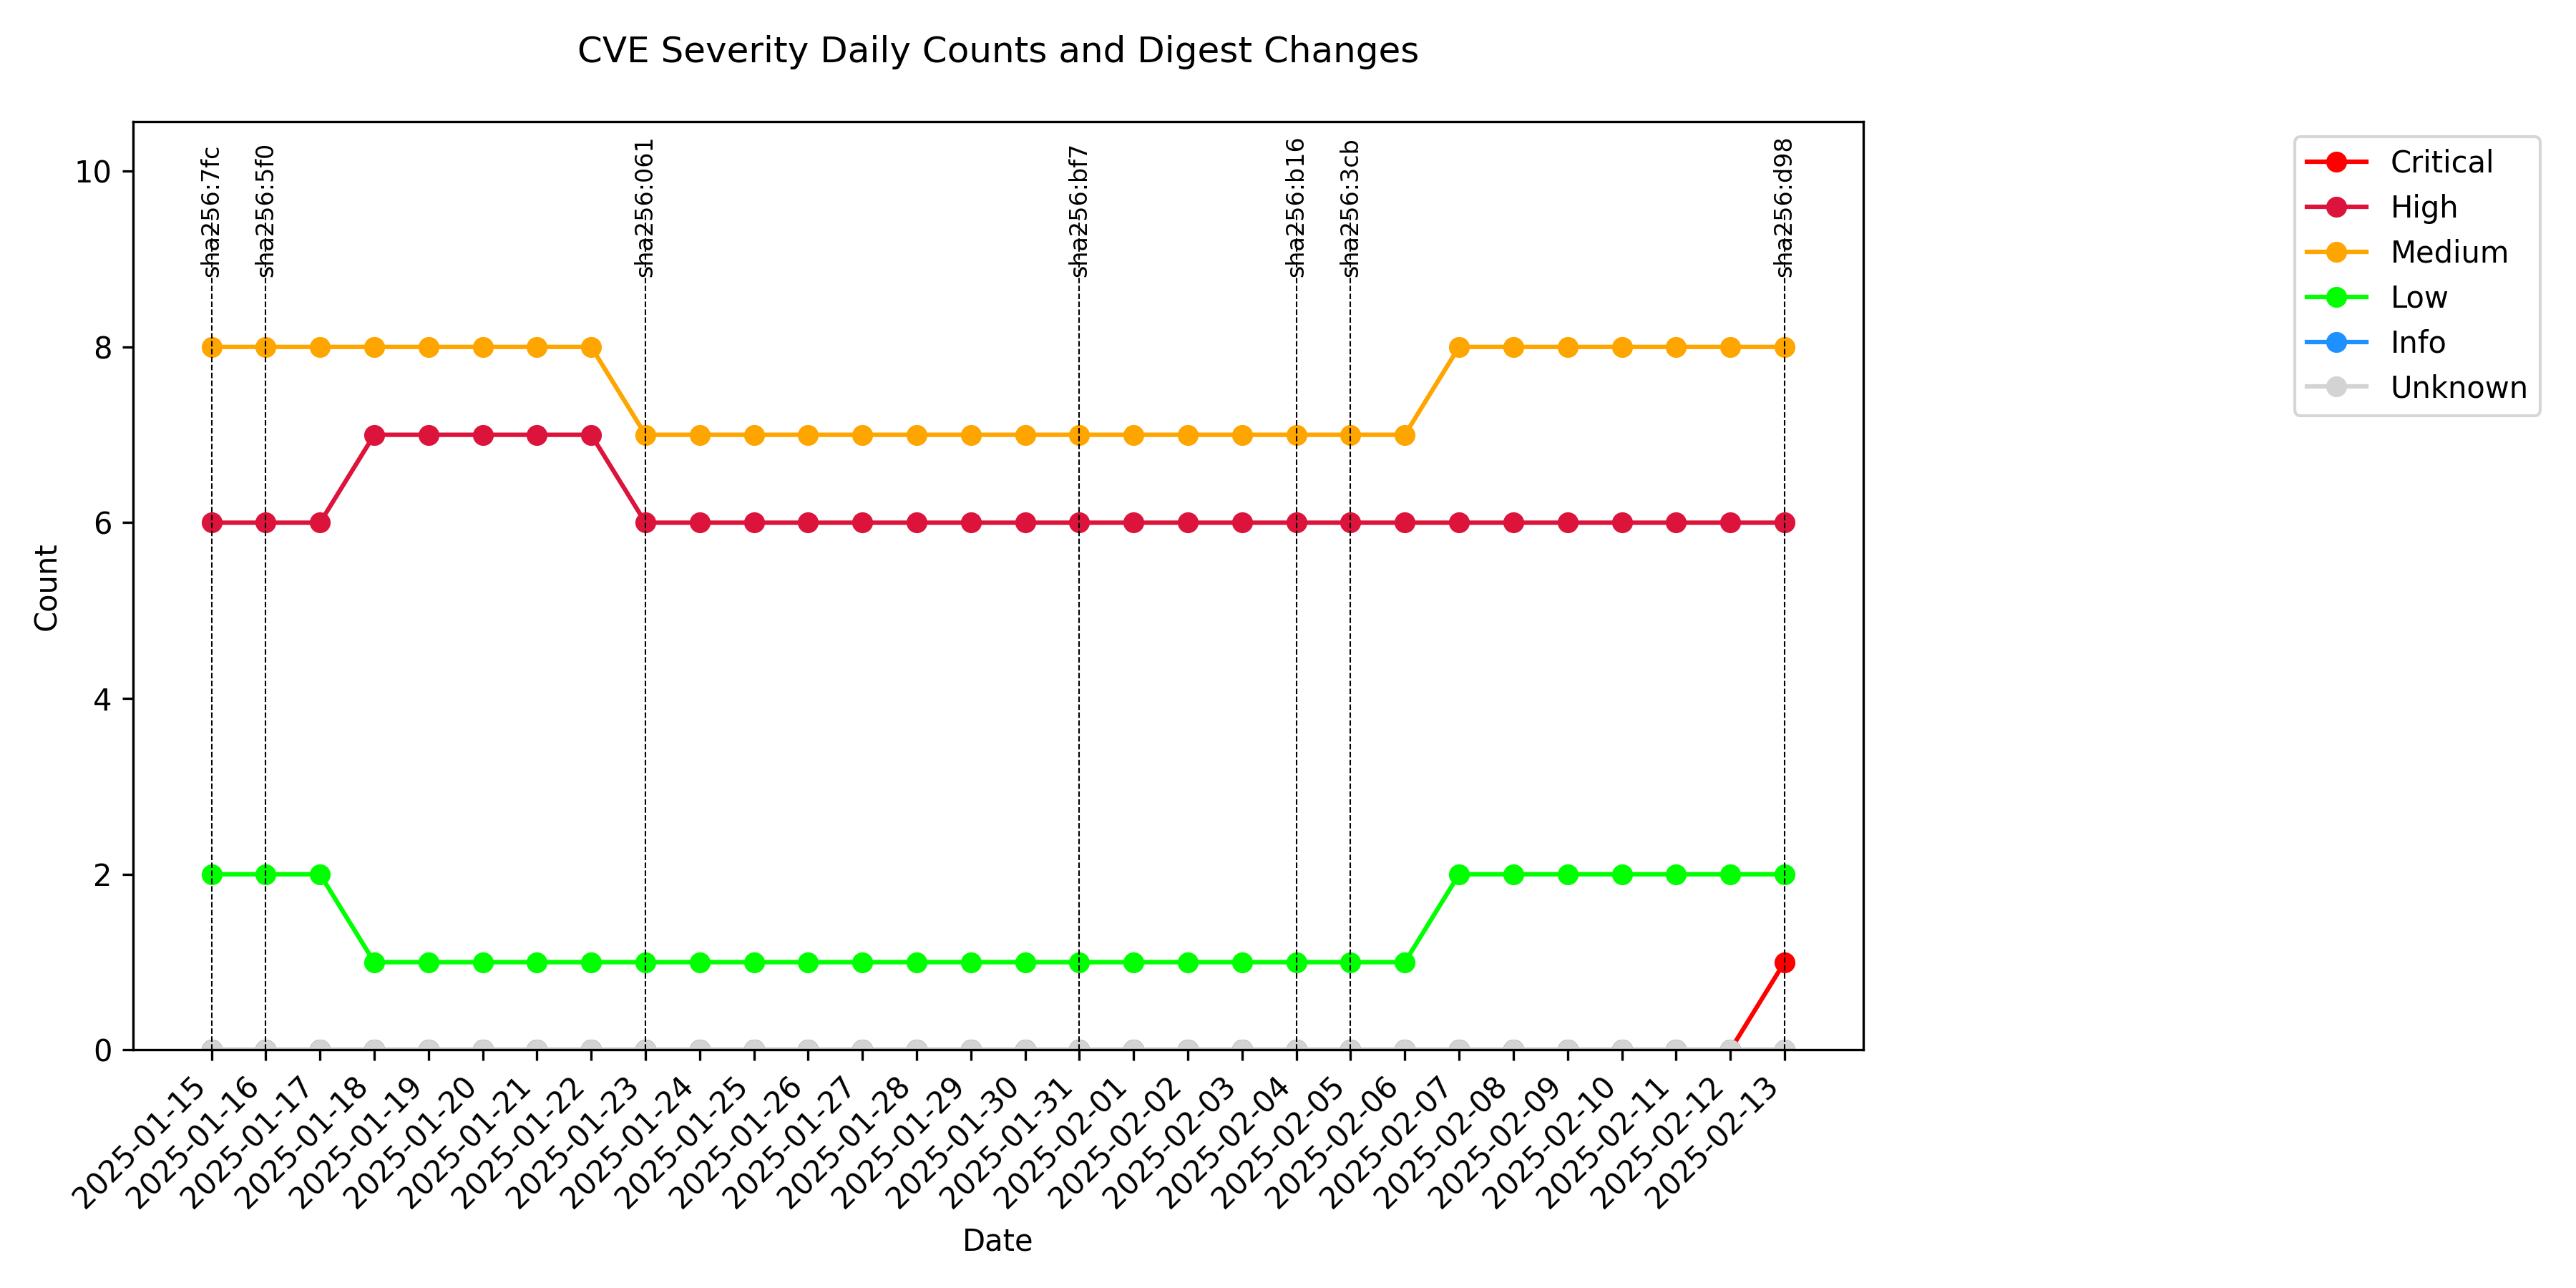 CVE Severity Daily Counts and Digest Changes
sha256:7fc
sha256:5f0
sha256:061
sha256:bf7
sha256:b16
sha256:3cb
sha256:d98
Critical
High
Medium
Low
Info
Unknown
10
8
6
4
2
0
Count
2025-01-15
2025-01-16
2025-01-17
2025-01-18
2025-01-19
2025-01-20
2025-01-21
2025-01-22
2025-01-23
2025-01-24
2025-01-25
2025-01-26
2025-01-27
2025-01-28
2025-01-29
2025-01-30
2025-01-31
2025-02-01
2025-02-02
2025-02-03
2025-02-04
2025-02-05
2025-02-06
2025-02-07
2025-02-08
2025-02-09
2025-02-10
2025-02-11
2025-02-12
2025-02-13
Date